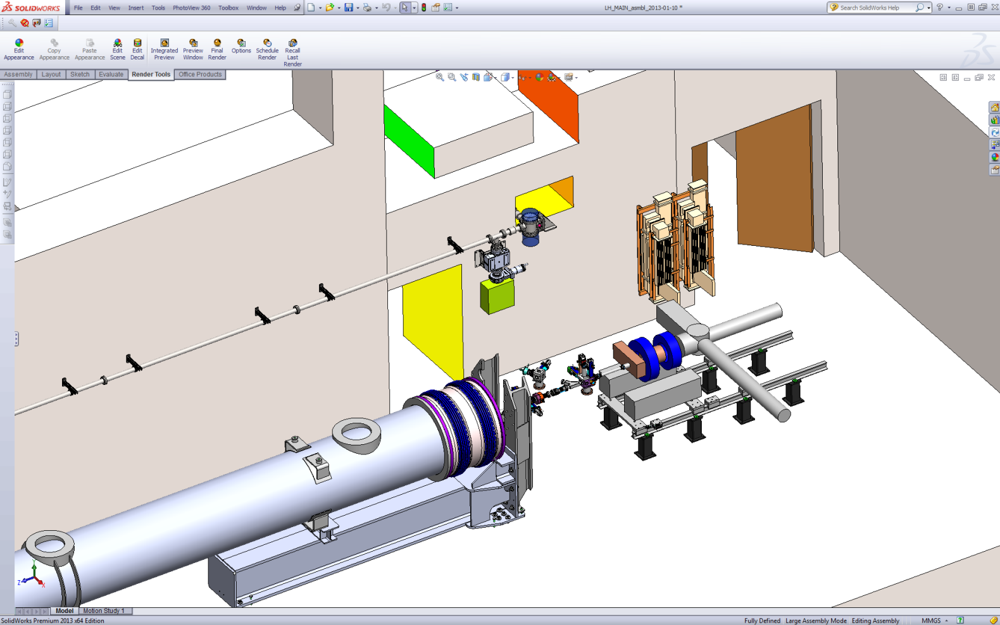 SOLIDWORKS File Edit View Insert Tools PhotoView 360 Toolbox Window Help LH_MAIN_asmbl_2013-01-10 * Search SolidWorks Help
Edit Appearance
Copy Appearance
Paste Appearance
Edit Scene
Edit Decal
Integrated Preview
Preview Window
Final Render
Options
Schedule Render
Recall Last Render
Assembly Layout Sketch Evaluate Render Tools Office Products
Y
Z
X
Model Motion Study 1
SolidWorks Premium 2013 x64 Edition Fully Defined Large Assembly Mode Editing Assembly MMGS